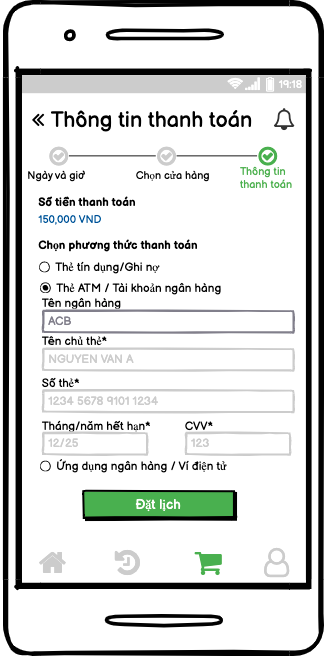 19:18
« Thông tin thanh toán
Ngày và giờ
Chọn cửa hàng
Thông tin
thanh toán
Số tiền thanh toán
150,000 VND
Chọn phương thức thanh toán
Thẻ tín dụng/Ghi nợ
Thẻ ATM / Tài khoản ngân hàng
Tên ngân hàng
ACB
Tên chủ thẻ*
NGUYEN VAN A
Số thẻ*
1234 5678 9101 1234
Tháng/năm hết hạn* CVV*
12/25 123
Ứng dụng ngân hàng / Ví điện tử
Đặt lịch